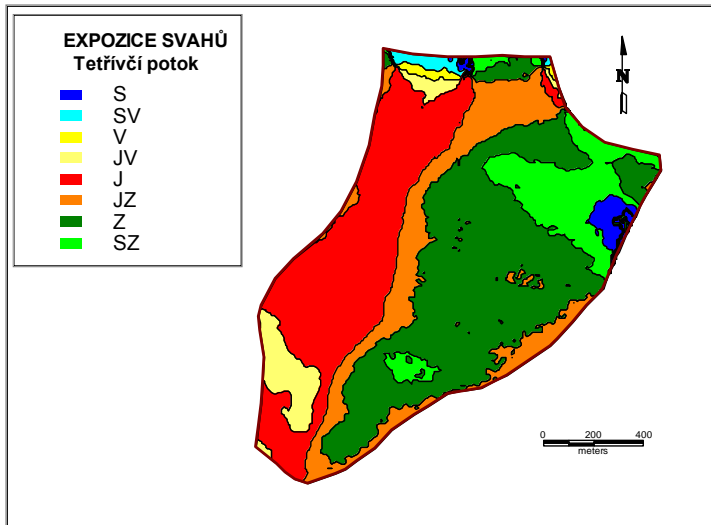 EXPOZICE SVAHŮ
Tetřívčí potok
S
SV
V
JV
J
JZ
Z
SZ
N
0 200 400
meters